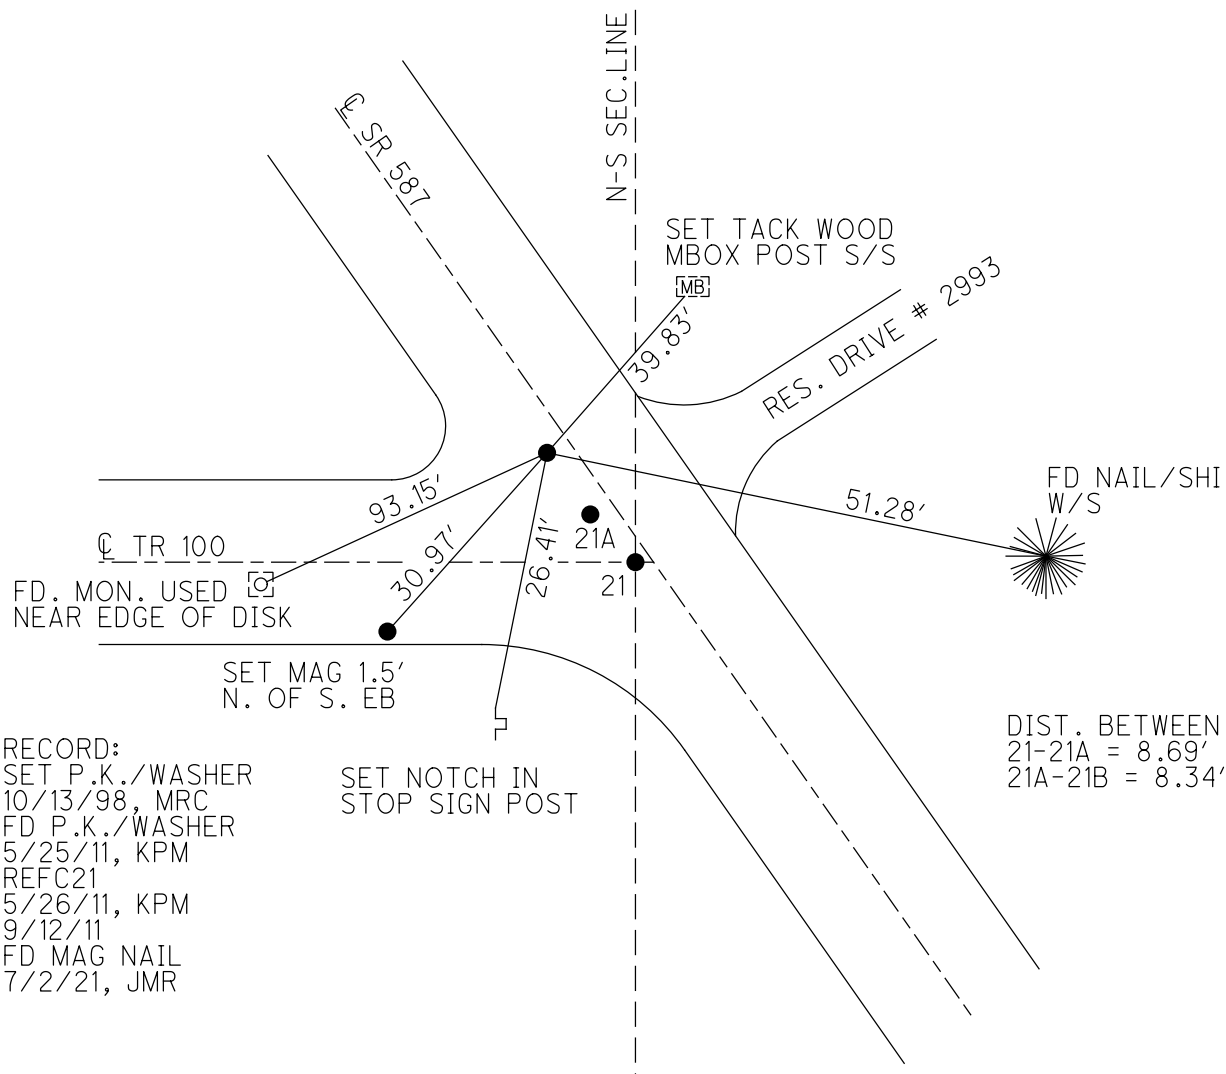 N-S SEC.LINE
℄ SR 587
SET TACK WOOD
MBOX POST S/S
MB
39.83'
RES. DRIVE # 2993
FD NAIL/SHI
W/S
51.28'
93.15'
30.97'
26.41'
21A
21
℄ TR 100
FD. MON. USED
NEAR EDGE OF DISK
SET MAG 1.5'
N. OF S. EB
SET NOTCH IN
STOP SIGN POST
DIST. BETWEEN
21-21A = 8.69'
21A-21B = 8.34'
RECORD:
SET P.K./WASHER
10/13/98, MRC
FD P.K./WASHER
5/25/11, KPM
REFC21
5/26/11, KPM
9/12/11
FD MAG NAIL
7/2/21, JMR